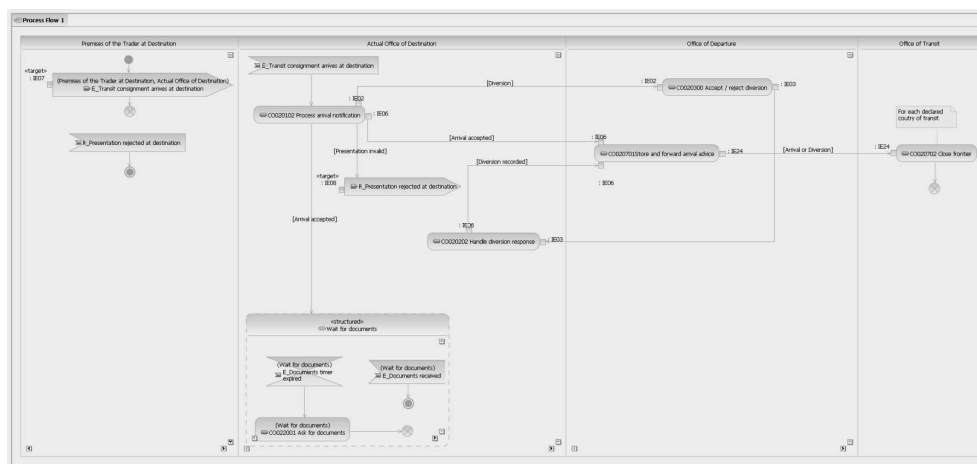 Process Flow 1
Premises of the Trader at Destination
Actual Office of Destination
Office of Departure
Office of Transit
«target»
: IE07
(Premises of the Trader at Destination, Actual Office of Destination)
E_Transit consignment arrives at destination
R_Presentation rejected at destination
E_Transit consignment arrives at destination
: IE02
CO020102 Process arrival notification
: IE06
[Diversion]
: IE02
CO020300 Accept / reject diversion
: IE03
[Arrival accepted]
: IE06
[Presentation invalid]
[Diversion recorded]
CO020701Store and forward arrival advice
: IE24
: IE06
[Arrival or Diversion]
For each declared
coutry of transit
: IE24
CO020702 Close frontier
«target»
: IE08
R_Presentation rejected at destination
[Arrival accepted]
: IE06
CO020202 Handle diversion response
: IE03
«structured»
Wait for documents
(Wait for documents)
E_Documents timer
expired
(Wait for documents)
E_Documents received
(Wait for documents)
CO022001 Ask for documents